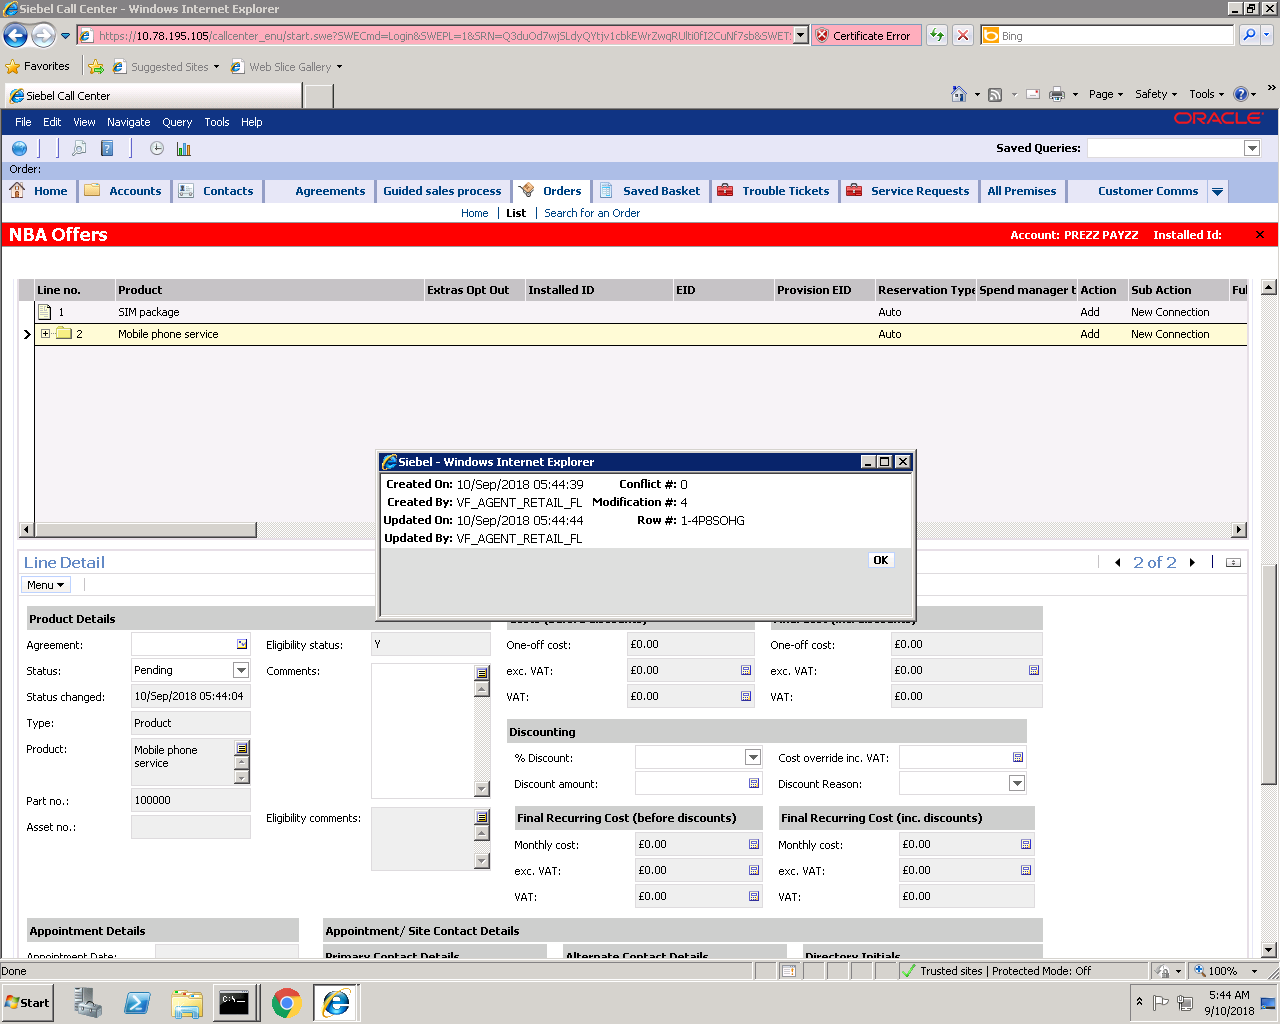 Siebel Call Center - Windows Internet Explorer
https://10.78.195.105/callcenter_enu/start.swe?SWECmd=Login&SWEPL=1&SRN=
Certificate Error
Bing
Favorites
Suggested Sites
Web Slice Gallery
Siebel Call Center
Page
Safety
Tools
File Edit View Navigate Query Tools Help
ORACLE
Saved Queries:
Order:
Home Accounts Contacts Agreements Guided sales process Orders Saved Basket Trouble Tickets Service Requests All Premises Customer Comms
Home | List | Search for an Order
NBA Offers
Account: PREZZ PAYZZ Installed Id:
Line no. Product Extras Opt Out Installed ID EID Provision EID Reservation Type Spend manager t Action Sub Action Ful
1 SIM package Auto Add New Connection
2 Mobile phone service Auto Add New Connection
Siebel - Windows Internet Explorer
Created On: 10/Sep/2018 05:44:39 Conflict #: 0
Created By: VF_AGENT_RETAIL_FL Modification #: 4
Updated On: 10/Sep/2018 05:44:44 Row #: 1-4P8SOHG
Updated By: VF_AGENT_RETAIL_FL
OK
Line Detail
2 of 2
Menu
Product Details
Agreement:
Status: Pending
Status changed: 10/Sep/2018 05:44:04
Type: Product
Product: Mobile phone
service
Part no.: 100000
Asset no.:
Eligibility status: Y
Comments:
Eligibility comments:
One-off cost: £0.00
exc. VAT: £0.00
VAT: £0.00
One-off cost: £0.00
exc. VAT: £0.00
VAT: £0.00
Discounting
% Discount:
Discount amount:
Cost override inc. VAT:
Discount Reason:
Final Recurring Cost (before discounts)
Monthly cost: £0.00
exc. VAT: £0.00
VAT: £0.00
Final Recurring Cost (inc. discounts)
Monthly cost: £0.00
exc. VAT: £0.00
VAT: £0.00
Appointment Details
Appointment Date:
Appointment/ Site Contact Details
Primary Contact Details
Alternate Contact Details
Directory Initials
Done
Trusted sites | Protected Mode: Off
100%
Start
C:\
5:44 AM
9/10/2018